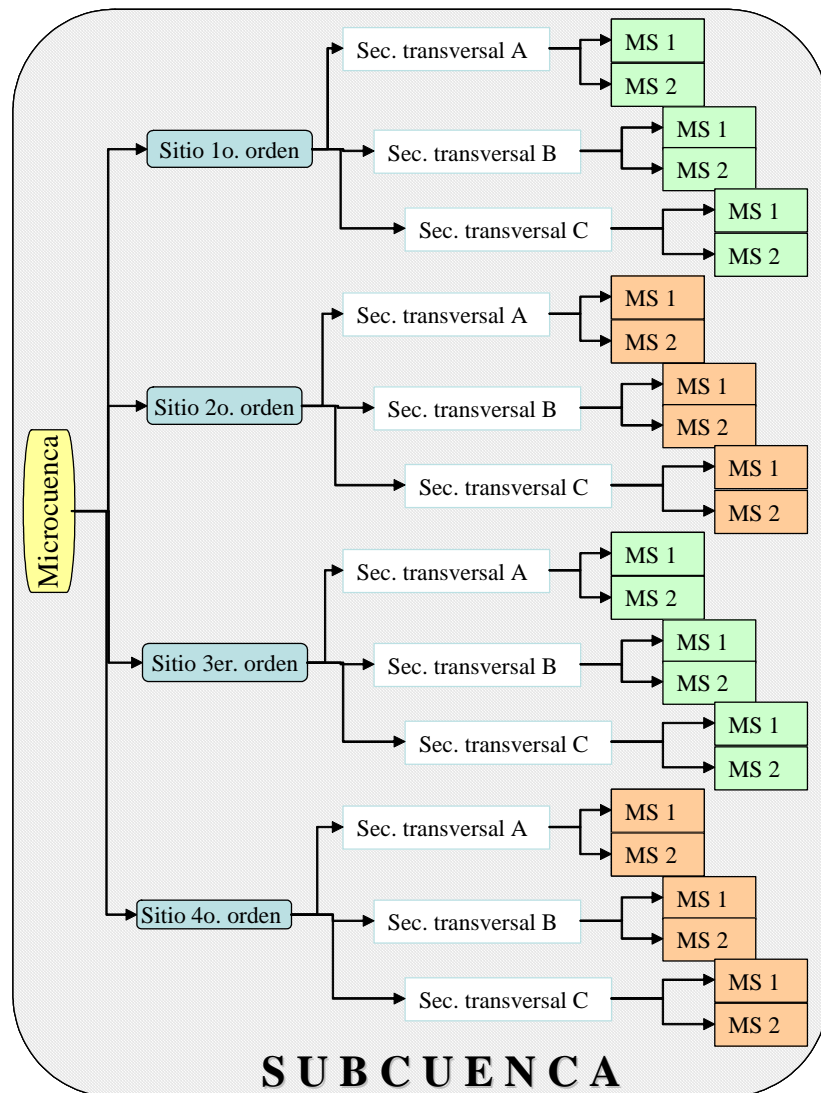 Sec. transversal A
MS 1
MS 2
Sitio 1o. orden
Sec. transversal B
MS 1
MS 2
Sec. transversal C
MS 1
MS 2
Sec. transversal A
MS 1
MS 2
Sitio 2o. orden
Sec. transversal B
MS 1
MS 2
Sec. transversal C
MS 1
MS 2
Microcuenca
Sec. transversal A
MS 1
MS 2
Sitio 3er. orden
Sec. transversal B
MS 1
MS 2
Sec. transversal C
MS 1
MS 2
Sec. transversal A
MS 1
MS 2
Sitio 4o. orden
Sec. transversal B
MS 1
MS 2
Sec. transversal C
MS 1
MS 2
S U B C U E N C A